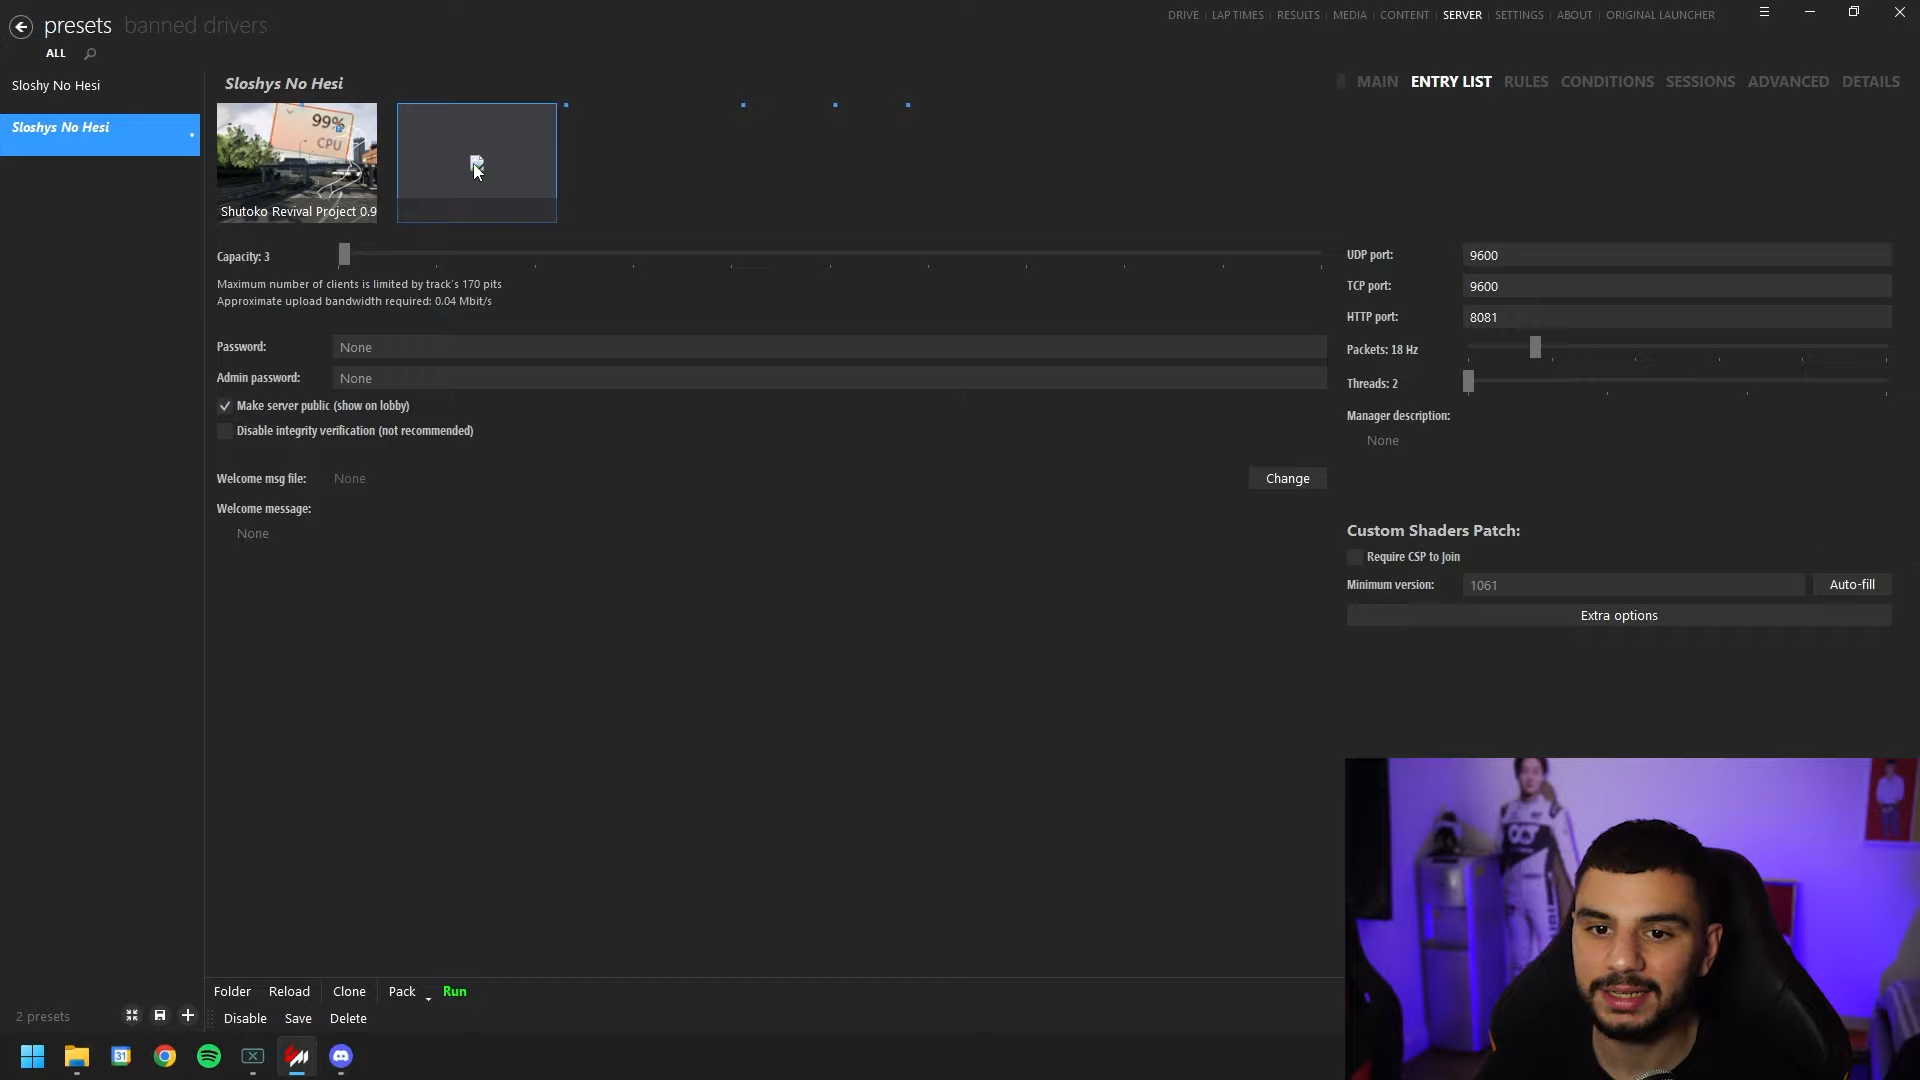 presets banned drivers
ALL
DRIVE LAP TIMES RESULTS MEDIA CONTENT SERVER SETTINGS ABOUT ORIGINAL LAUNCHER
Sloshy No Hesi
Sloshys No Hesi
Sloshys No Hesi
MAIN ENTRY LIST RULES CONDITIONS SESSIONS ADVANCED DETAILS
99%
CPU
Shutoko Revival Project 0.9
Capacity: 3
Maximum number of clients is limited by track's 170 pits
Approximate upload bandwidth required: 0.04 Mbit/s
Password: None
Admin password: None
Make server public (show on lobby)
Disable integrity verification (not recommended)
Welcome msg file: None Change
Welcome message:
None
UDP port: 9600
TCP port: 9600
HTTP port: 8081
Packets: 18 Hz
Threads: 2
Manager description:
None
Custom Shaders Patch:
Require CSP to join
Minimum version: 1061 Auto-fill
Extra options
Folder Reload Clone Pack Run
Disable Save Delete
2 presets
31